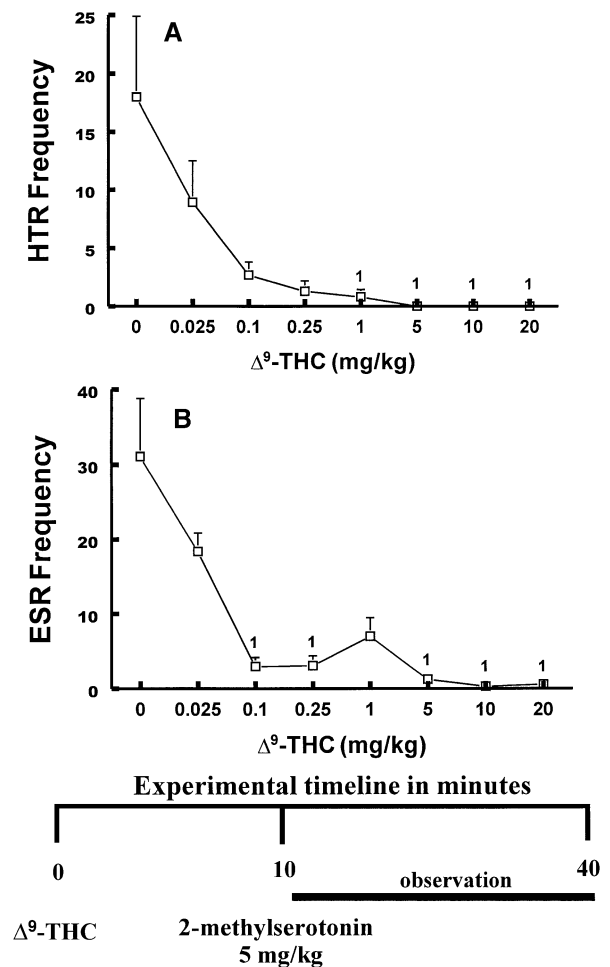 A
HTR Frequency
25
20
15
10
5
0
1 1 1 1
0 0.025 0.1 0.25 1 5 10 20
Δ⁹-THC (mg/kg)
B
ESR Frequency
40
30
20
10
0
1 1 1 1 1
0 0.025 0.1 0.25 1 5 10 20
Δ⁹-THC (mg/kg)
Experimental timeline in minutes
0 10 40
observation
Δ⁹-THC 2-methylserotonin
5 mg/kg